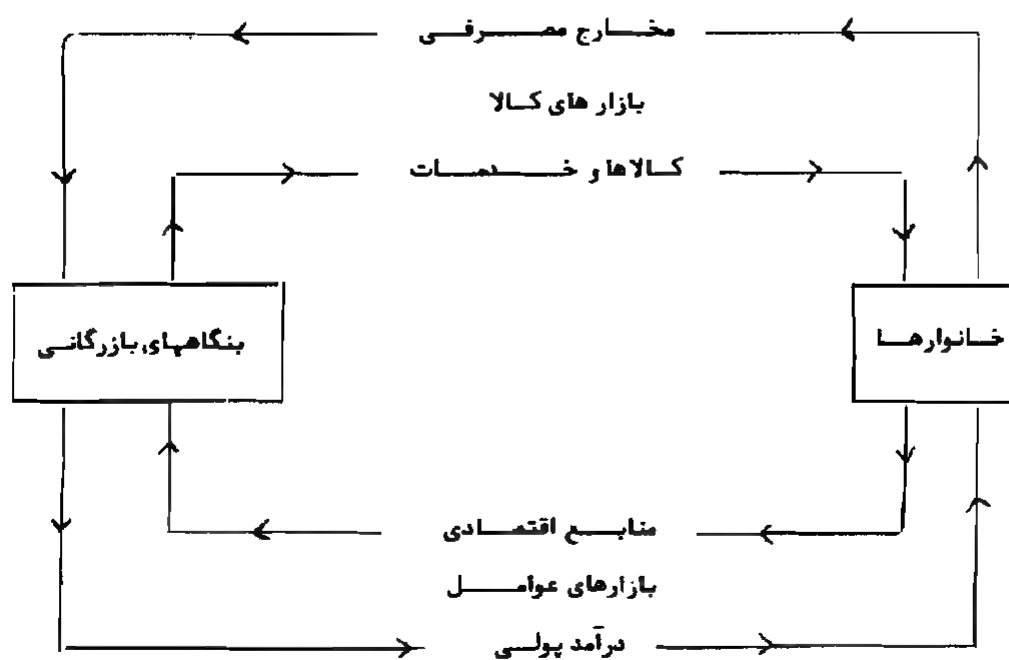 مخارج مصرفی
بازار های کالا
کالاها و خدمات
خانوارها
بنگاههای بازرگانی
منابع اقتصادی
بازارهای عوامل
درآمد پولی